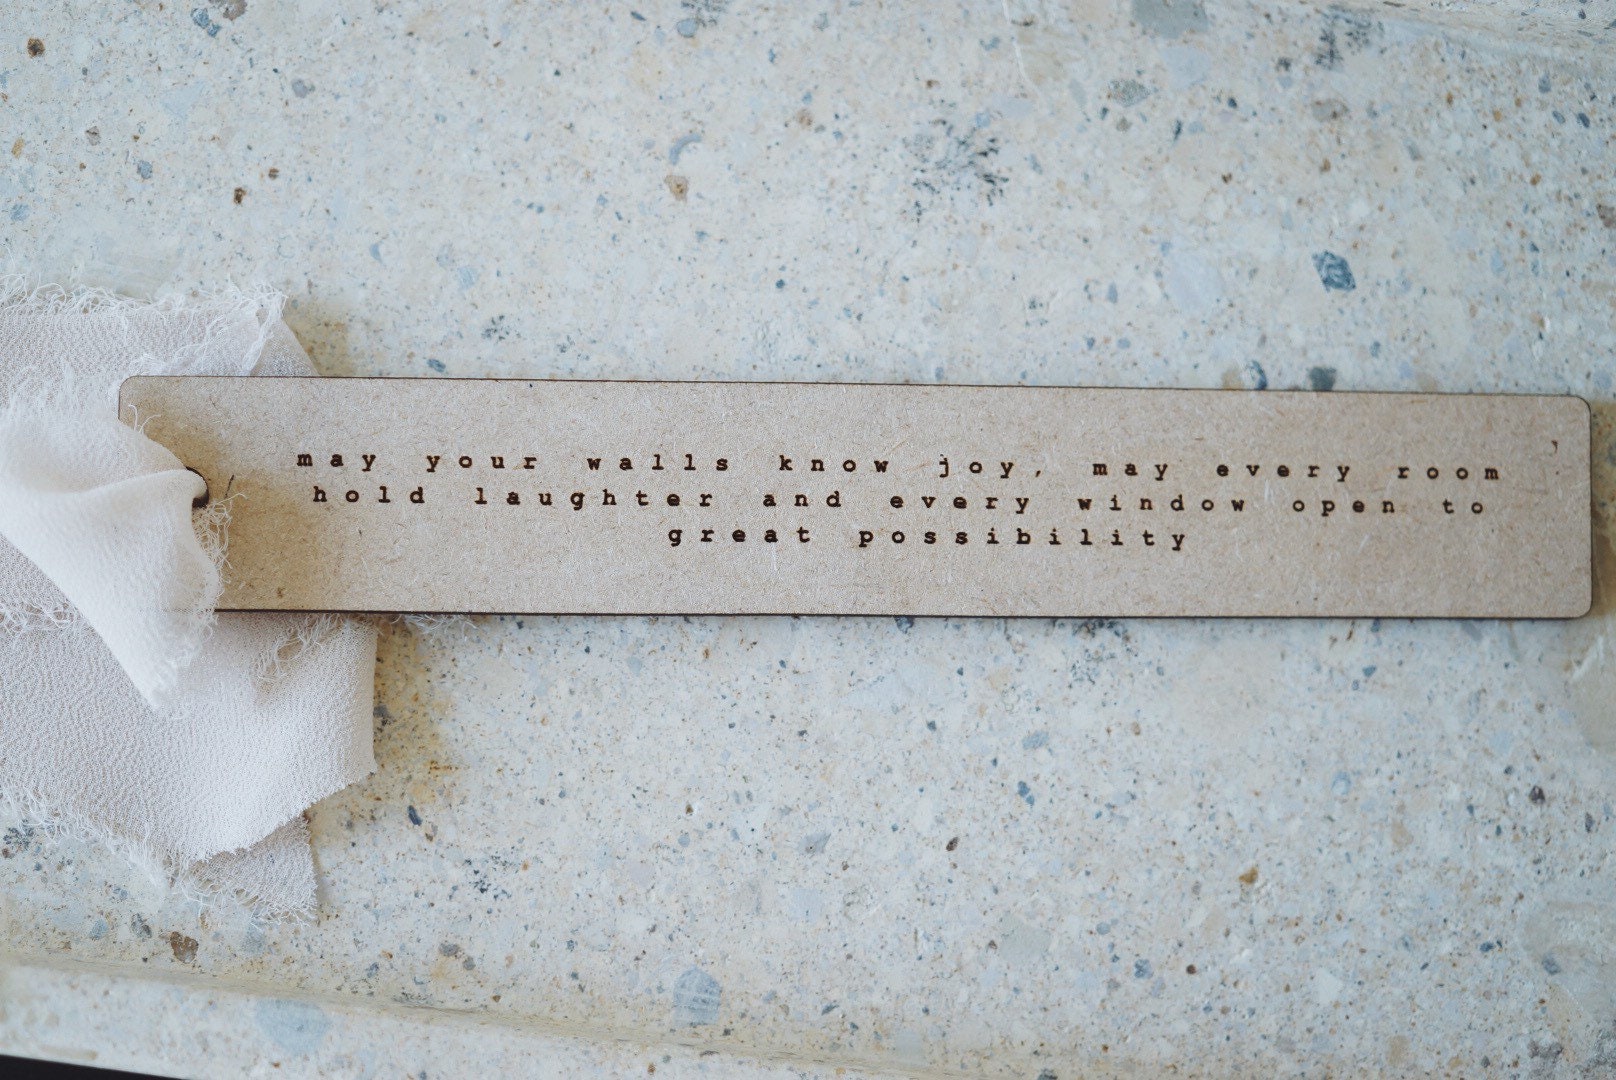 may your walls know joy, may every room
hold laughter and every window open to
great possibility